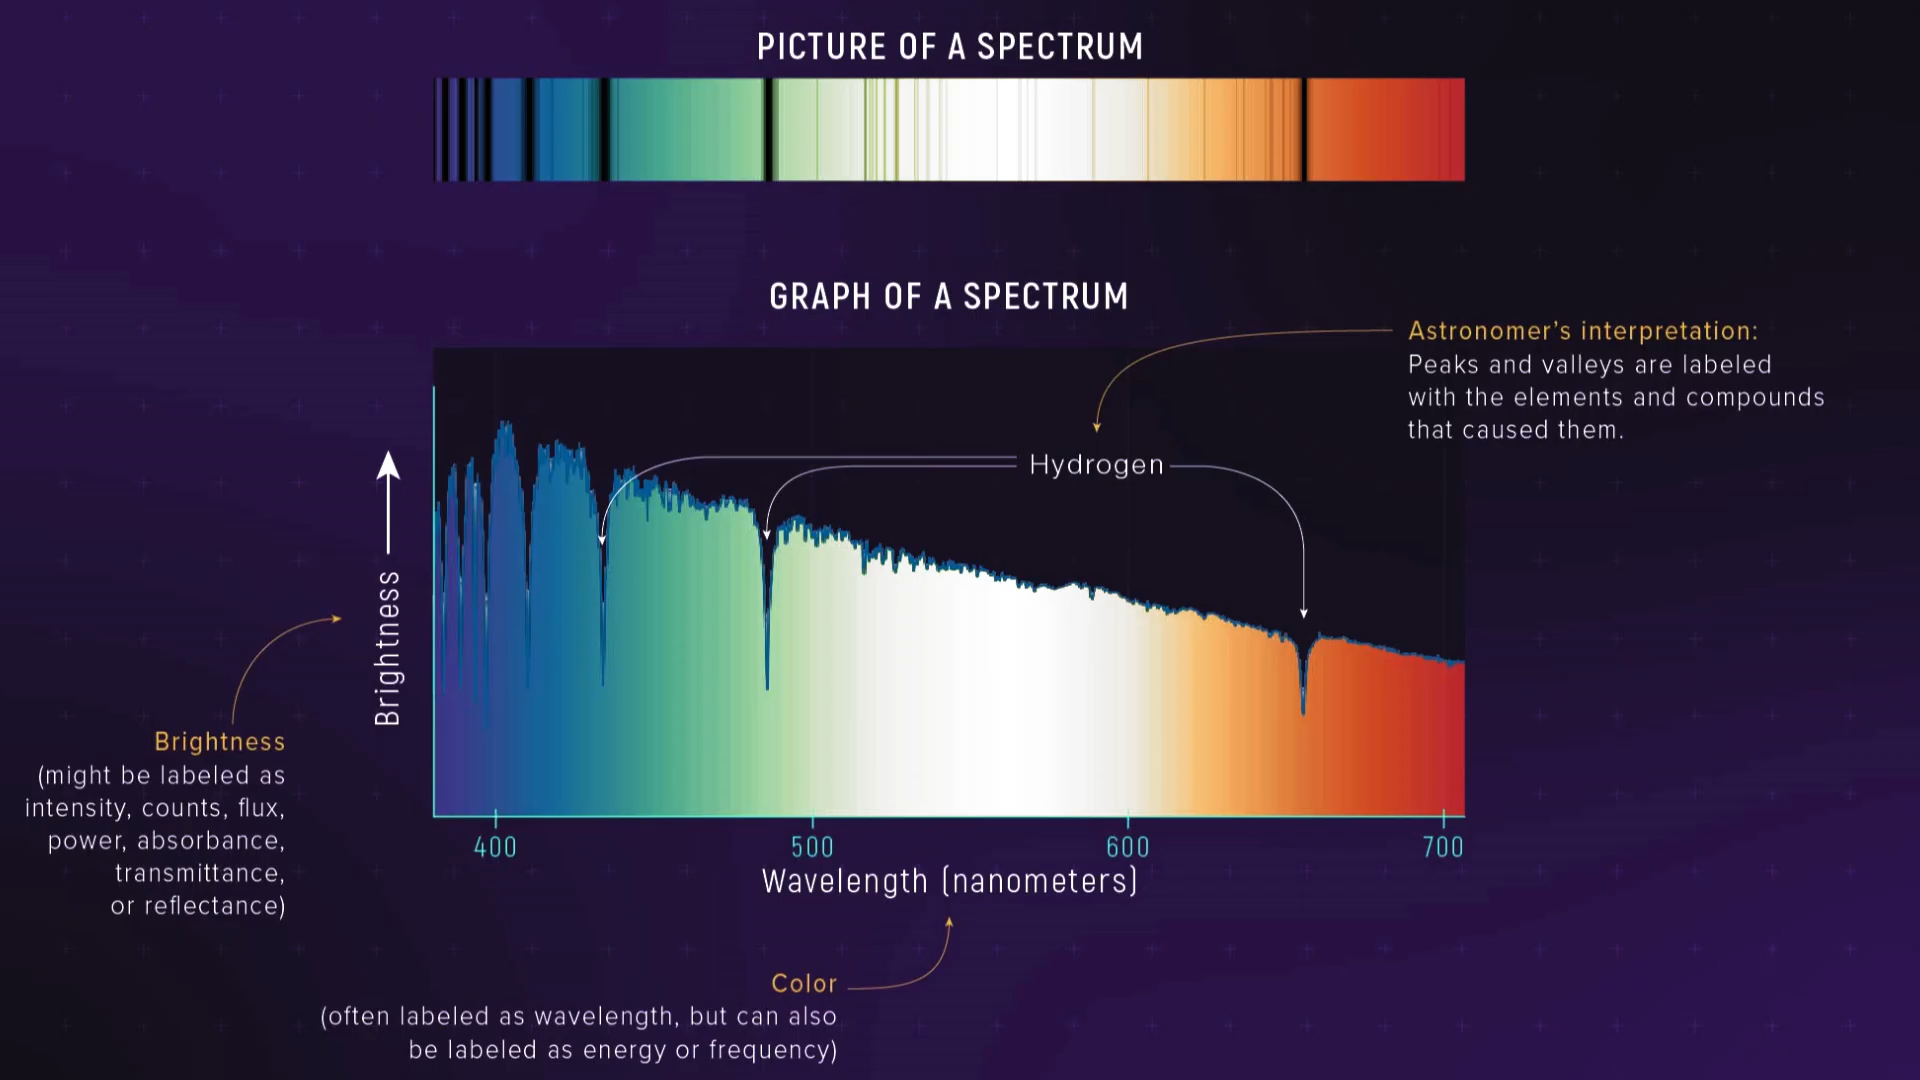 PICTURE OF A SPECTRUM
GRAPH OF A SPECTRUM
Astronomer’s interpretation:
Peaks and valleys are labeled
with the elements and compounds
that caused them.
Hydrogen
Brightness
Brightness
(might be labeled as
intensity, counts, flux,
power, absorbance,
transmittance,
or reflectance)
400 500 600 700
Wavelength (nanometers)
Color
(often labeled as wavelength, but can also
be labeled as energy or frequency)